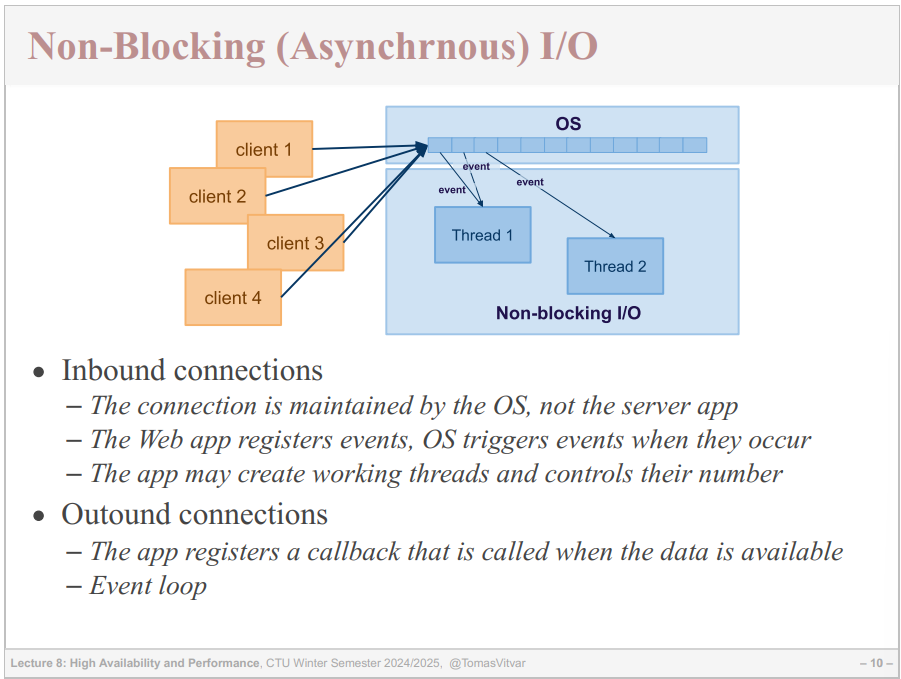 Non-Blocking (Asynchrnous) I/O
OS
client 1
client 2
client 3
client 4
event
event
event
Thread 1
Thread 2
Non-blocking I/O
• Inbound connections
– The connection is maintained by the OS, not the server app
– The Web app registers events, OS triggers events when they occur
– The app may create working threads and controls their number
• Outound connections
– The app registers a callback that is called when the data is available
– Event loop
Lecture 8: High Availability and Performance, CTU Winter Semester 2024/2025, @TomasVitvar
– 10 –